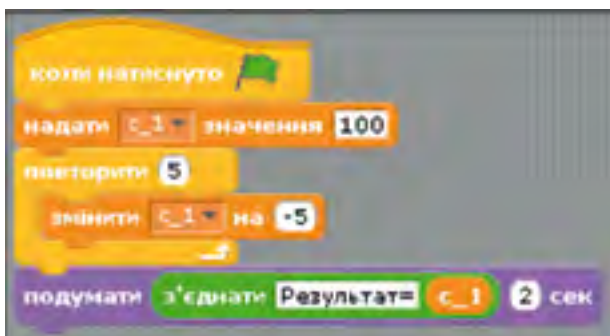 коли натиснуто
надати c_1 значення 100
повторити 5
змінити c_1 на -5
подумати з'єднати Результат= c_1 2 сек